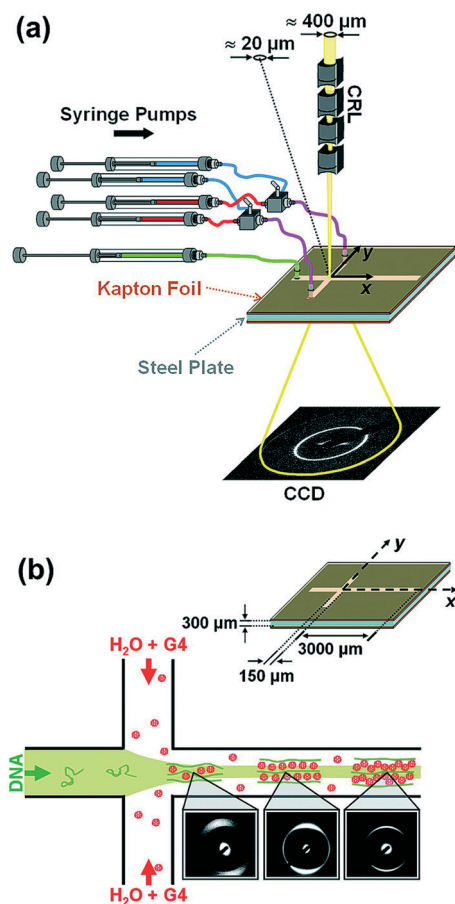 (a)
≈ 400 µm
≈ 20 µm
CRL
Syringe Pumps
y
x
Kapton Foil
Steel Plate
CCD
(b)
y
x
300 µm
3000 µm
150 µm
H₂O + G4
DNA
H₂O + G4